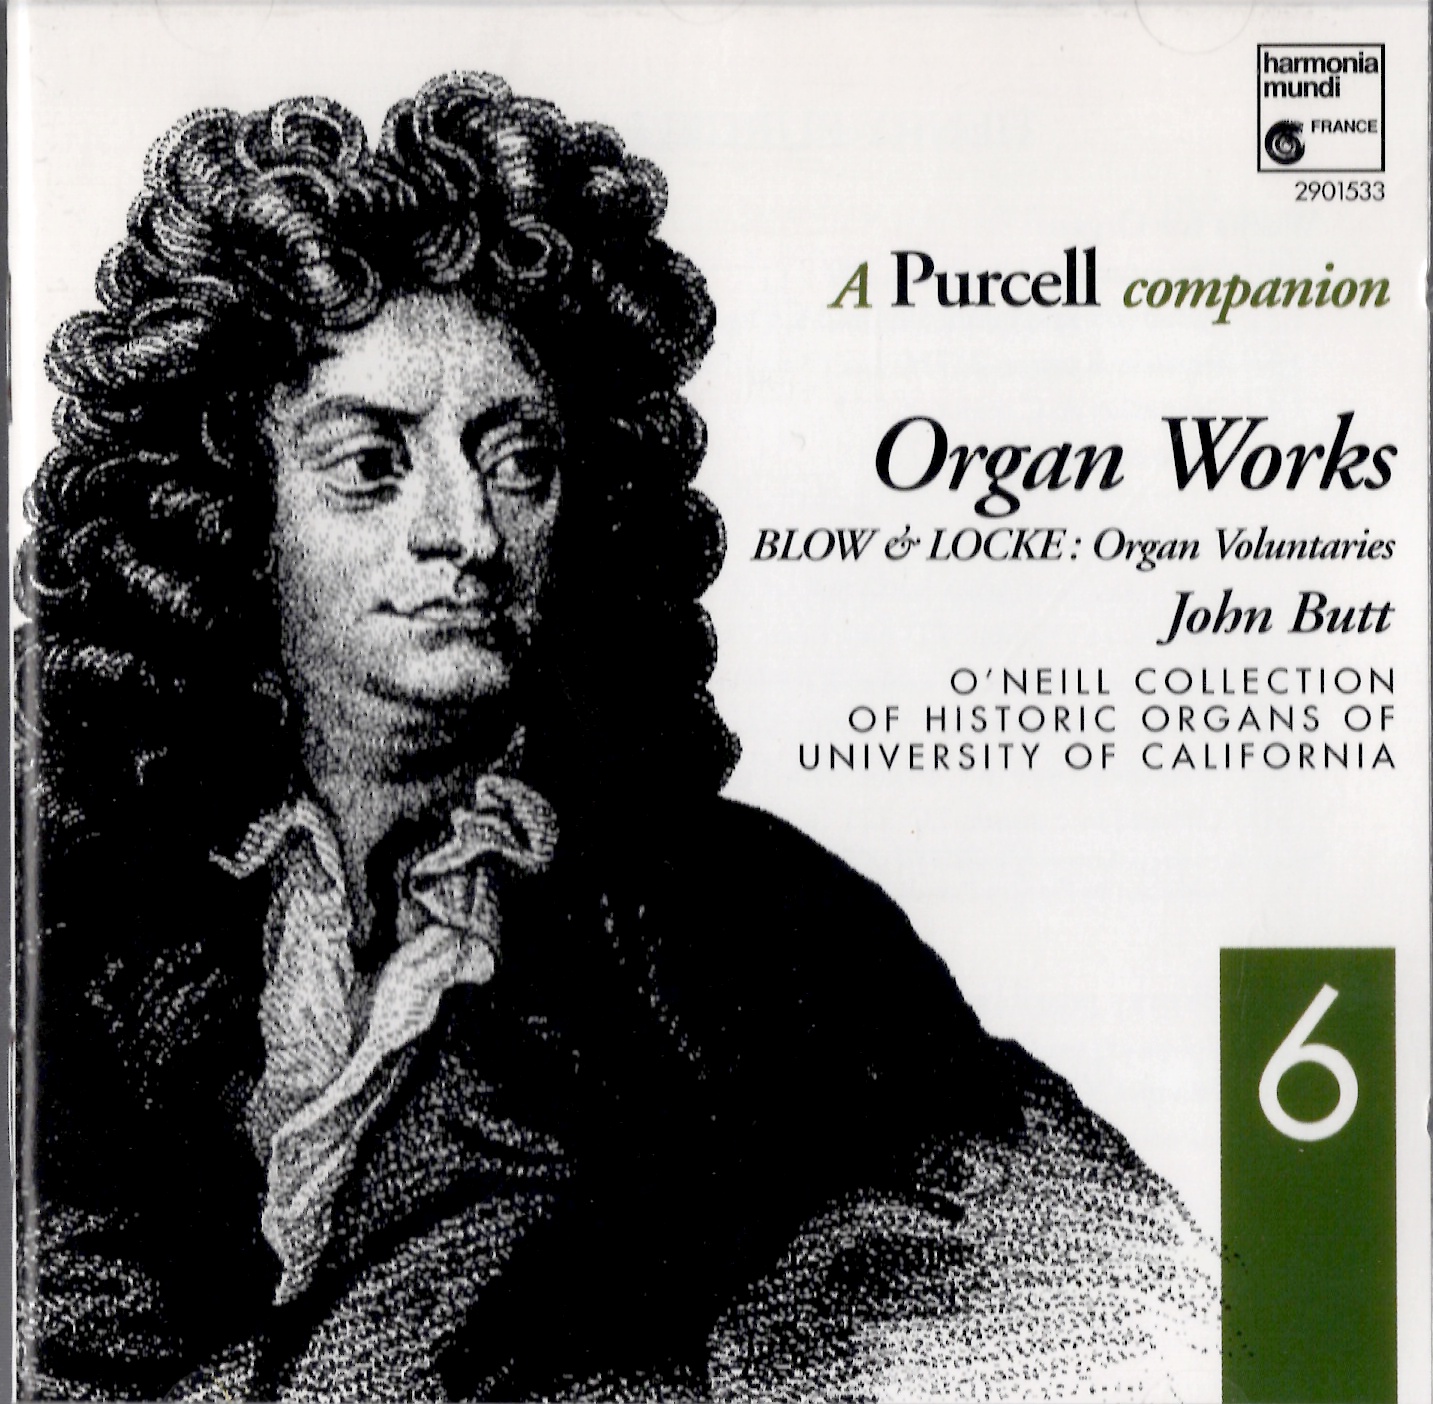 harmonia
mundi
FRANCE
2901533
A Purcell companion
Organ Works
BLOW & LOCKE: Organ Voluntaries
John Butt
O'NEILL COLLECTION
OF HISTORIC ORGANS OF
UNIVERSITY OF CALIFORNIA
6